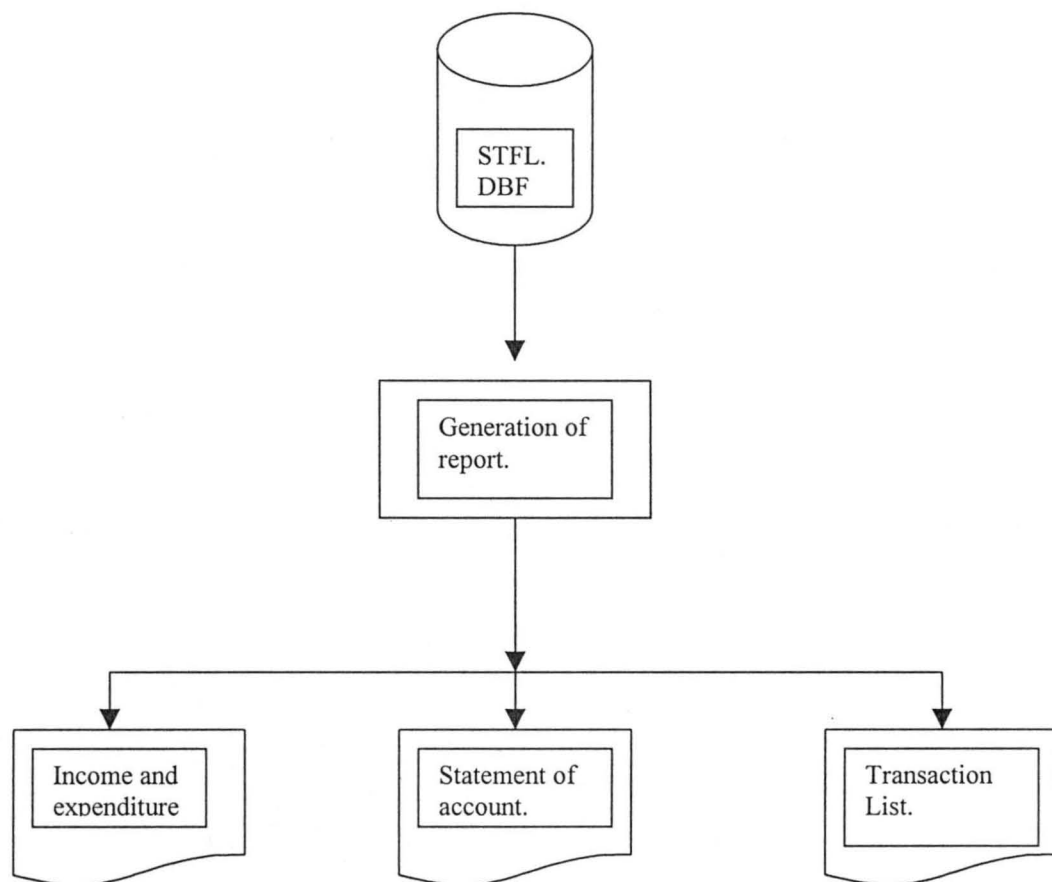 STFL.
DBF
Generation of
report.
Income and
expenditure
Statement of
account.
Transaction
List.